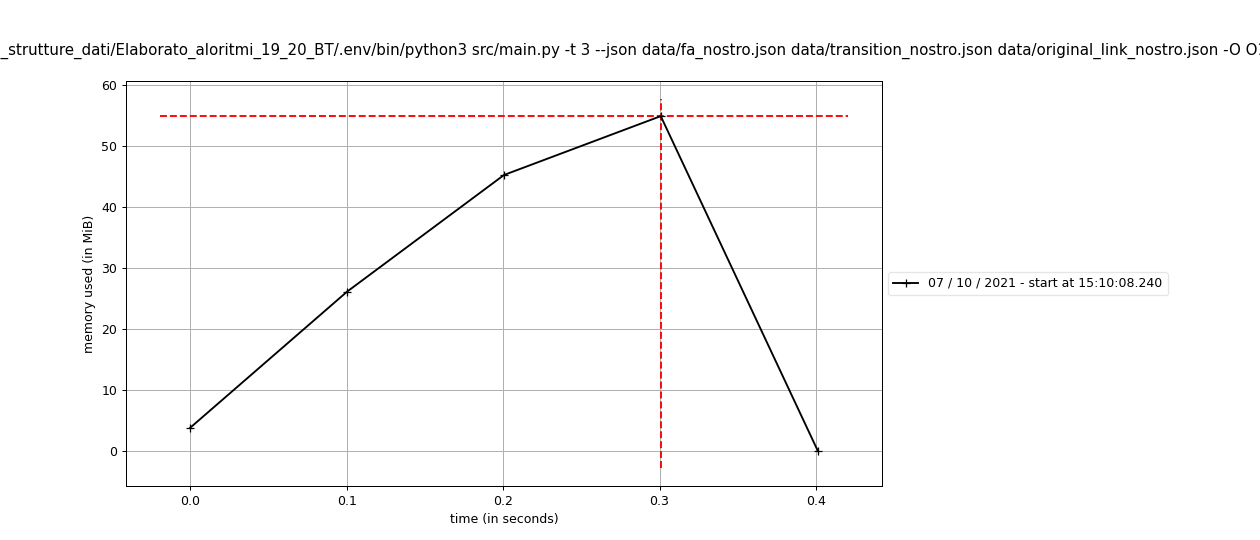 _strutture_dati/Elaborato_aloritmi_19_20_BT/.env/bin/python3 src/main.py -t 3 --json data/fa_nostro.json data/transition_nostro.json data/original_link_nostro.json -O
60
50
40
30
20
10
0
memory used (in MiB)
0.0 0.1 0.2 0.3 0.4
time (in seconds)
07 / 10 / 2021 - start at 15:10:08.240